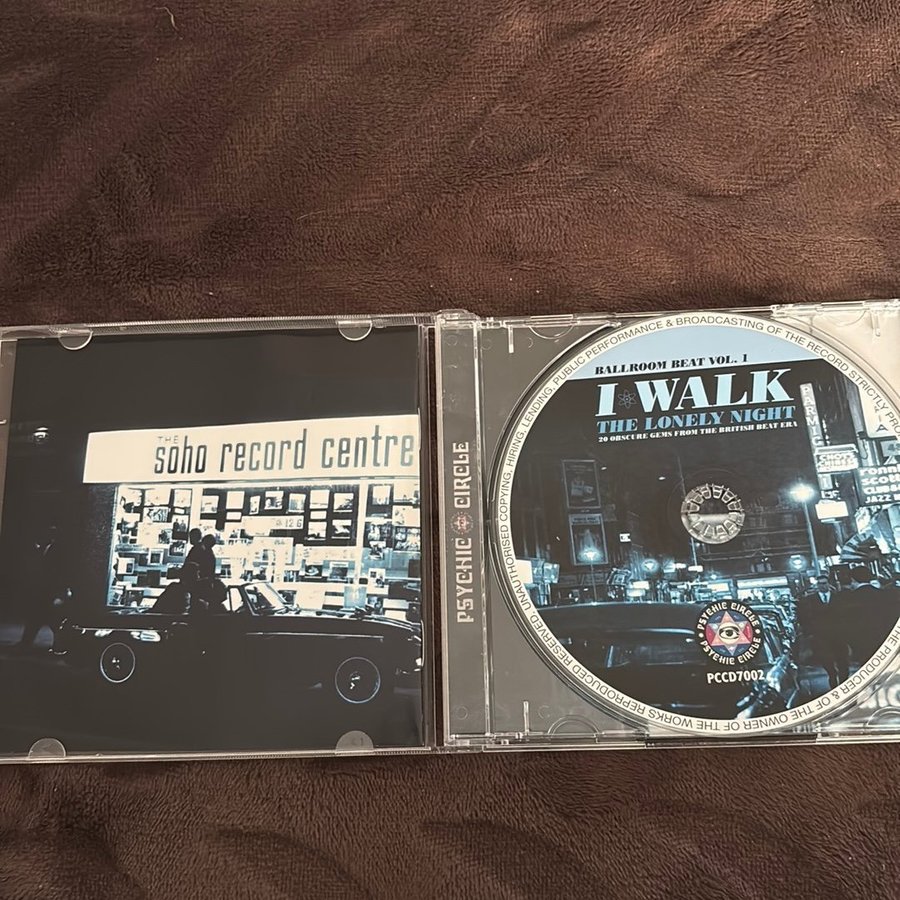 THE
soho record centre
PSYCHIC CIRCLE
BALLROOM BEAT VOL. 1
I WALK
THE LONELY NIGHT
20 OBSCURE GEMS FROM THE BRITISH BEAT ERA
PSYCHIC CIRCLE
PSYCHIC CIRCLE
PCCD7002
THE PRODUCER & OF THE OWNER OF THE WORKS REPRODUCED RESERVED, UNAUTHORISED COPYING, HIRING, LENDING, PUBLIC PERFORMANCE & BROADCASTING OF THE RECORD STRICTLY
CLUB
JAZZ